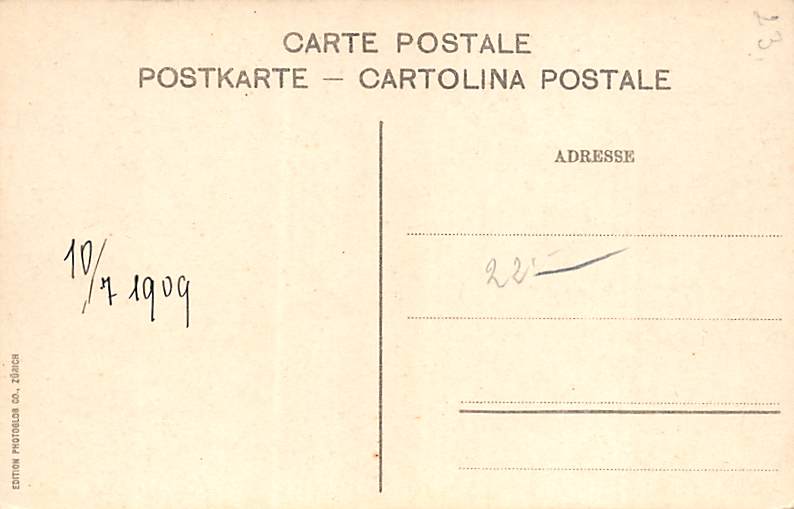 CARTE POSTALE
POSTKARTE – CARTOLINA POSTALE
23.
ADRESSE
10/7 1909
22.–
EDITION PHOTOGLOB CO., ZÜRICH